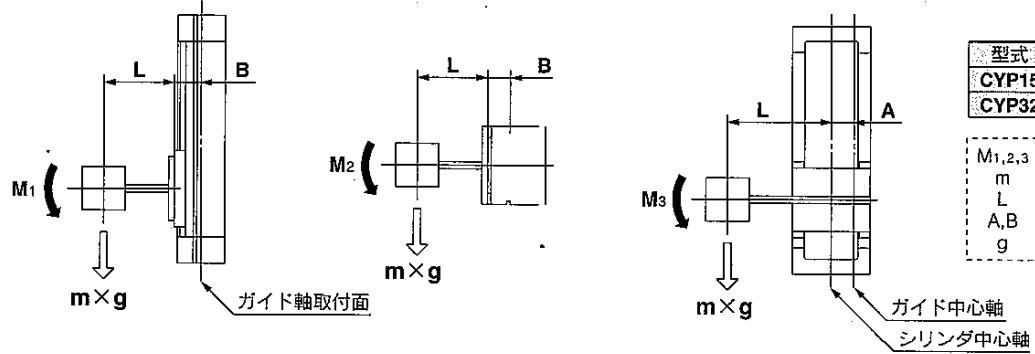 L
B
M1
m×g
ガイド軸取付面
L
B
M2
m×g
L
A
M3
m×g
ガイド中心軸
シリンダ中心軸
型式
CYP15
CYP32
M1,2,3
m
L
A,B
g